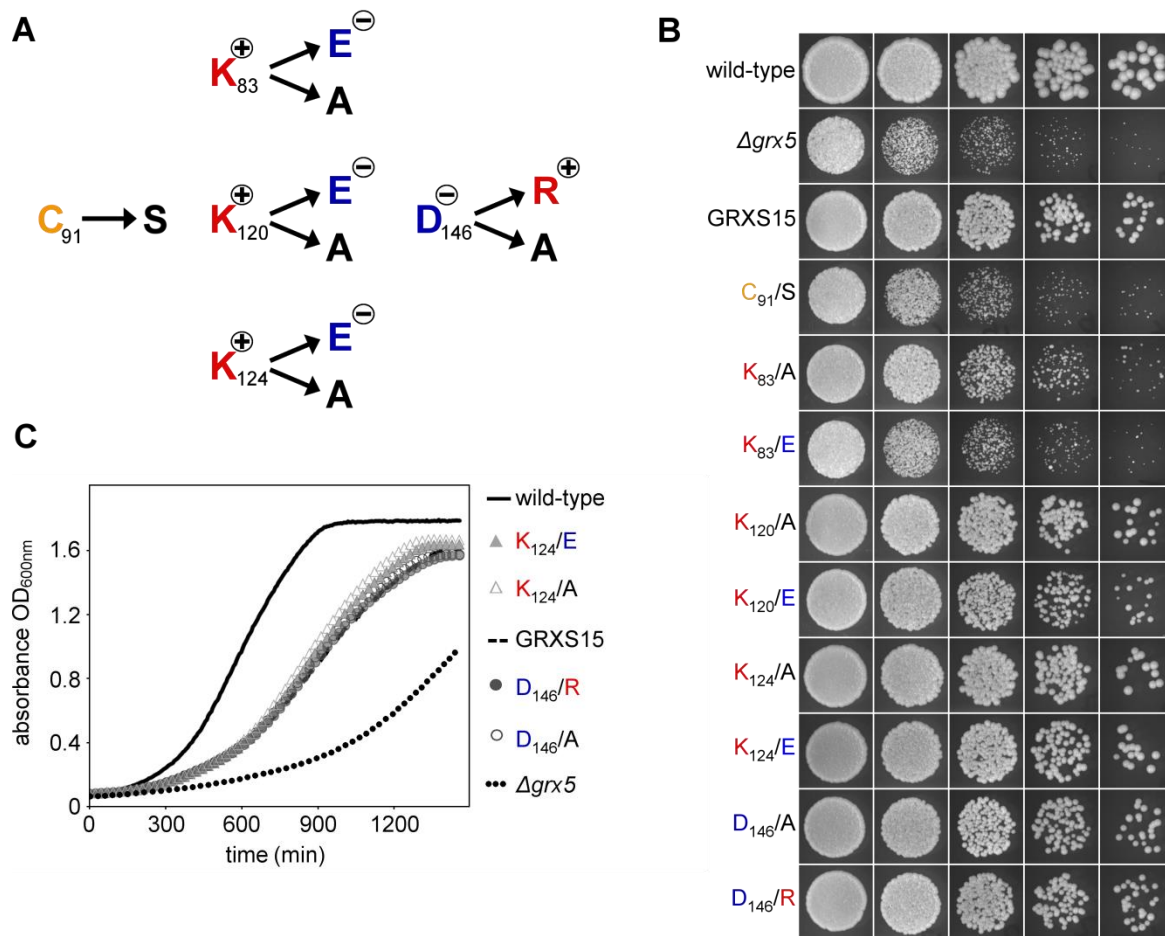 A
K83 ⊕
E ⊖
A
C91
S
K120 ⊕
E ⊖
A
D146 ⊖
R ⊕
A
K124 ⊕
E ⊖
A
B
wild-type
Δgrx5
GRXS15
C91/S
K83/A
K83/E
K120/A
K120/E
K124/A
K124/E
D146/A
D146/R
C
absorbance OD600nm
1.6
1.2
0.8
0.4
0
0 300 600 900 1200
time (min)
wild-type
K124/E
K124/A
GRXS15
D146/R
D146/A
Δgrx5